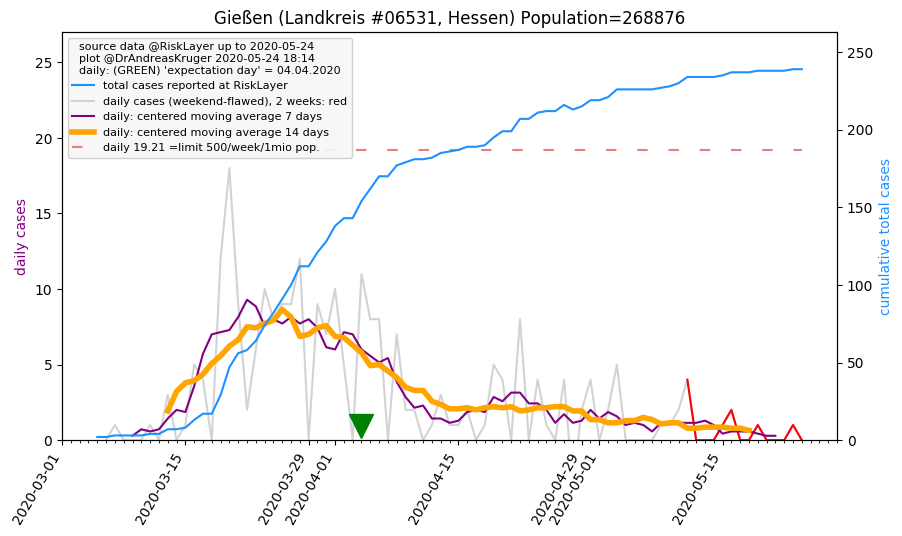 Gießen (Landkreis #06531, Hessen) Population=268876
source data @RiskLayer up to 2020-05-24
plot @DrAndreasKruger 2020-05-24 18:14
daily: (GREEN) 'expectation day' = 04.04.2020
total cases reported at RiskLayer
daily cases (weekend-flawed), 2 weeks: red
daily: centered moving average 7 days
daily: centered moving average 14 days
daily 19.21 =limit 500/week/1mio pop.
daily cases
25
20
15
10
5
0
250
200
150
100
50
0
cumulative total cases
2020-03-01
2020-03-15
2020-03-29
2020-04-01
2020-04-15
2020-04-29
2020-05-01
2020-05-15